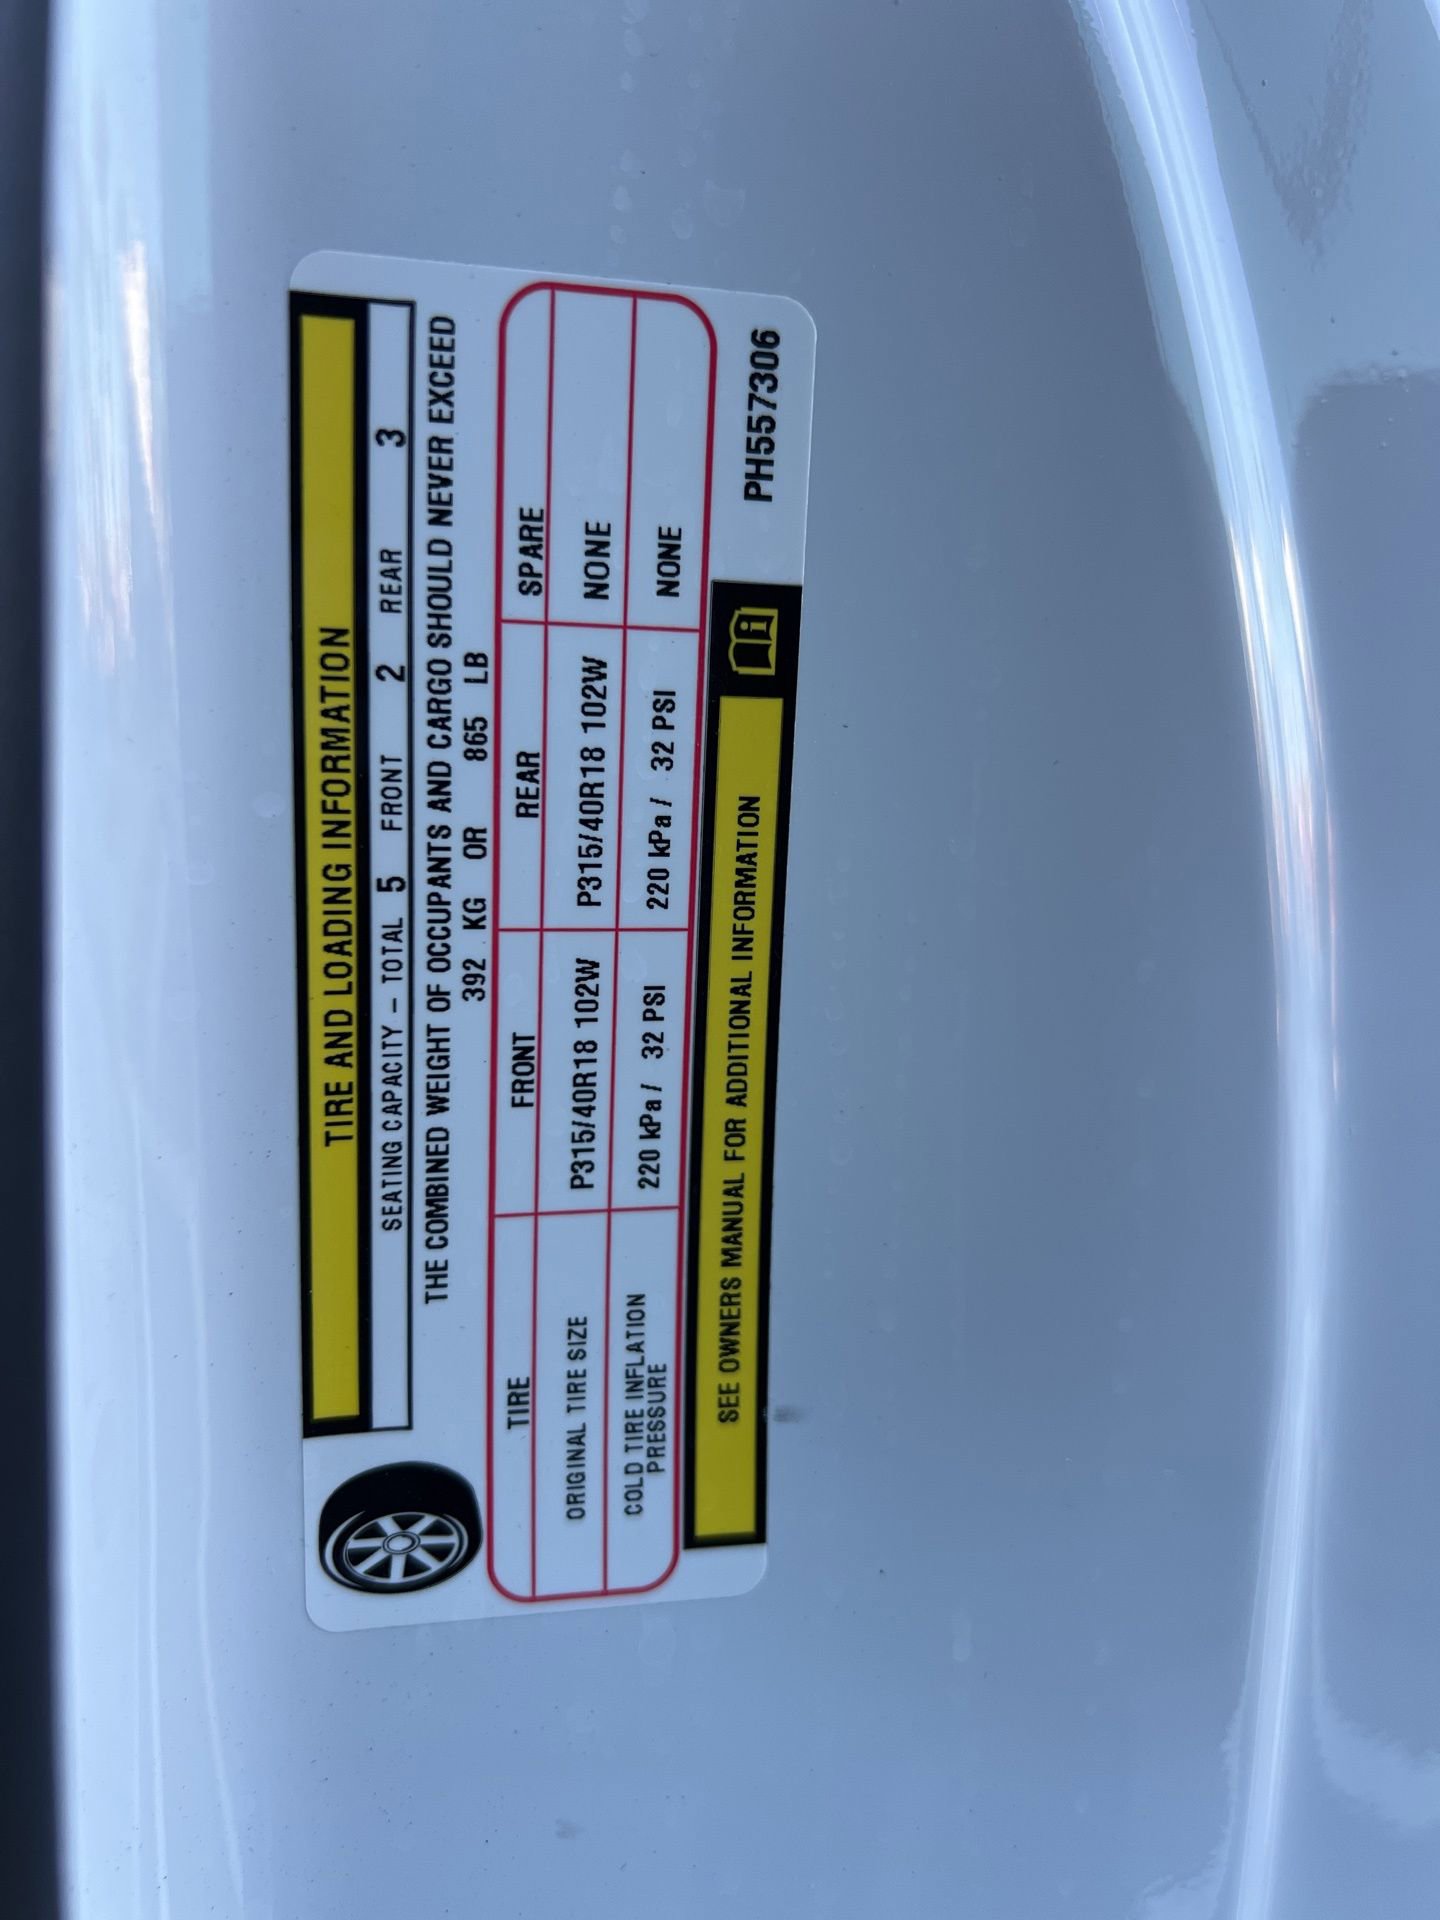 TIRE AND LOADING INFORMATION
SEATING CAPACITY – TOTAL 5 FRONT 2 REAR 3
THE COMBINED WEIGHT OF OCCUPANTS AND CARGO SHOULD NEVER EXCEED
392 KG OR 865 LB
TIRE FRONT REAR SPARE
ORIGINAL TIRE SIZE P315/40R18 102W P315/40R18 102W NONE
COLD TIRE INFLATION PRESSURE 220 kPa / 32 PSI 220 kPa / 32 PSI NONE
SEE OWNERS MANUAL FOR ADDITIONAL INFORMATION
PH557306